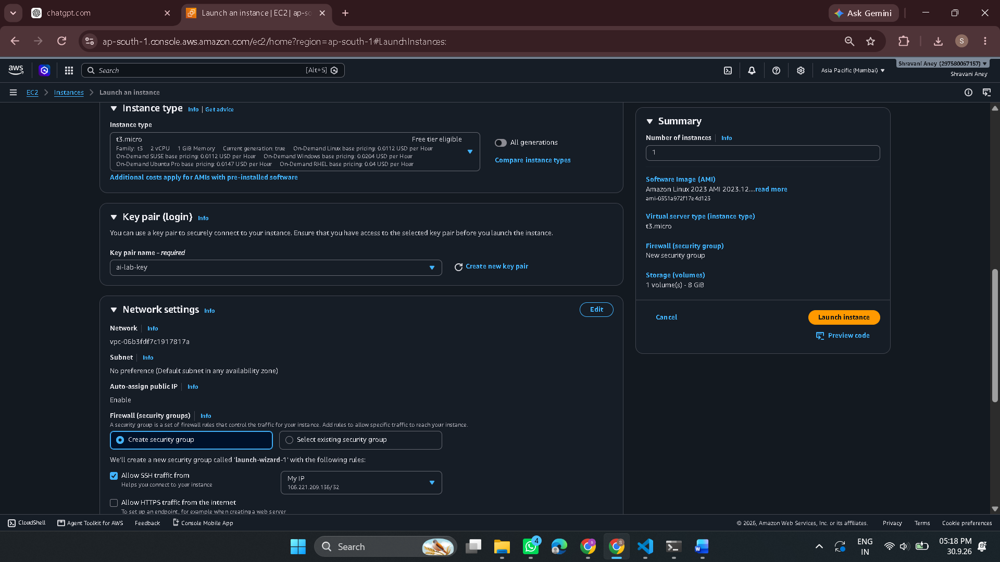 chatgpt.com
Launch an instance | EC2 | ap-so
Ask Gemini
ap-south-1.console.aws.amazon.com/ec2/home?region=ap-south-1#LaunchInstances:
S
aws
Search
[Alt+S]
Asia Pacific (Mumbai)
Shravani Aney (297580067157)
Shravani Aney
EC2
Instances
Launch an instance
Instance type
Info
Get advice
Instance type
t3.micro
Free tier eligible
Family: t3 2 vCPU 1 GiB Memory Current generation: true On-Demand Linux base pricing: 0.0112 USD per Hour
On-Demand SUSE base pricing: 0.0112 USD per Hour On-Demand Windows base pricing: 0.0204 USD per Hour
On-Demand Ubuntu Pro base pricing: 0.0147 USD per Hour On-Demand RHEL base pricing: 0.04 USD per Hour
All generations
Compare instance types
Additional costs apply for AMIs with pre-installed software
Key pair (login)
Info
You can use a key pair to securely connect to your instance. Ensure that you have access to the selected key pair before you launch the instance.
Key pair name - required
ai-lab-key
Create new key pair
Network settings
Info
Edit
Network
Info
vpc-06b3fdf7c1917817a
Subnet
Info
No preference (Default subnet in any availability zone)
Auto-assign public IP
Info
Enable
Firewall (security groups)
Info
A security group is a set of firewall rules that control the traffic for your instance. Add rules to allow specific traffic to reach your instance.
Create security group
Select existing security group
We'll create a new security group called 'launch-wizard-1' with the following rules:
Allow SSH traffic from
Helps you connect to your instance
My IP
106.221.209.136/32
Allow HTTPS traffic from the internet
To set up an endpoint, for example when creating a web server
Summary
Number of instances
Info
1
Software Image (AMI)
Amazon Linux 2023 AMI 2023.12....read more
ami-0351a972f17e4d123
Virtual server type (instance type)
t3.micro
Firewall (security group)
New security group
Storage (volumes)
1 volume(s) - 8 GiB
Cancel
Launch instance
Preview code
CloudShell
Agent Toolkit for AWS
Feedback
Console Mobile App
© 2026, Amazon Web Services, Inc. or its affiliates.
Privacy
Terms
Cookie preferences
Search
4
ENG
IN
05:18 PM
30.9.26